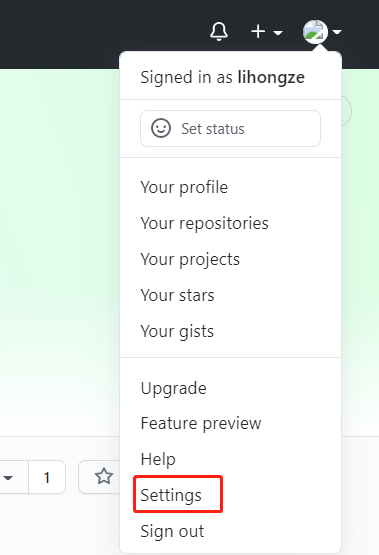 Signed in as lihongze
Set status
Your profile
Your repositories
Your projects
Your stars
Your gists
Upgrade
Feature preview
Help
1
Settings
Sign out